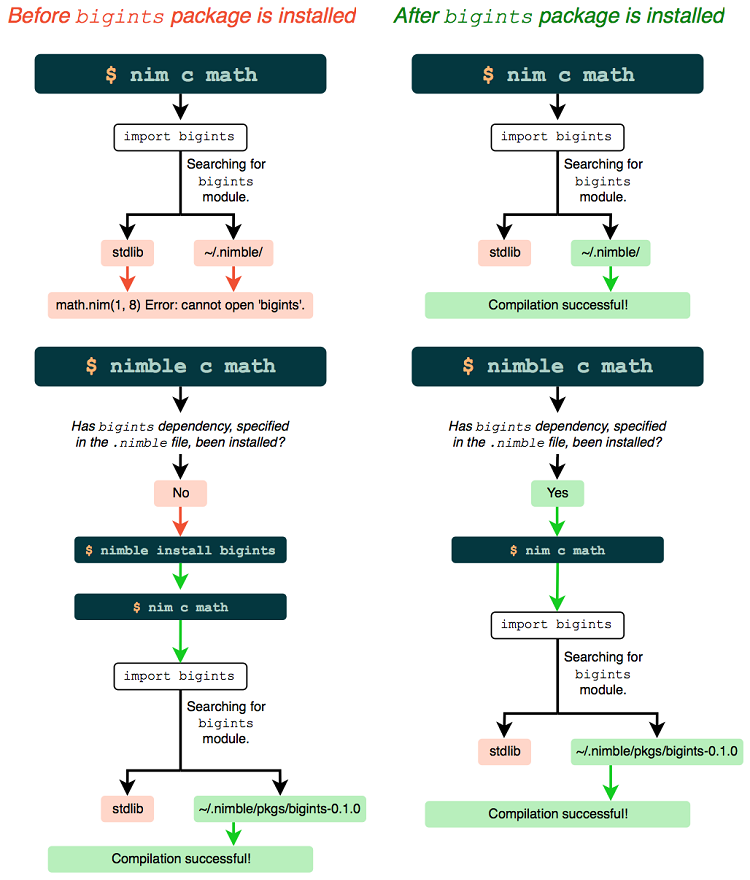 Before bigints package is installed
$ nim c math
import bigints
Searching for
bigints
module.
stdlib
~/.nimble/
math.nim(1, 8) Error: cannot open 'bigints'.
$ nimble c math
Has bigints dependency, specified
in the .nimble file, been installed?
No
$ nimble install bigints
$ nim c math
import bigints
Searching for
bigints
module.
stdlib
~/.nimble/pkgs/bigints-0.1.0
Compilation successful!
After bigints package is installed
$ nim c math
import bigints
Searching for
bigints
module.
stdlib
~/.nimble/
Compilation successful!
$ nimble c math
Has bigints dependency, specified
in the .nimble file, been installed?
Yes
$ nim c math
import bigints
Searching for
bigints
module.
stdlib
~/.nimble/pkgs/bigints-0.1.0
Compilation successful!